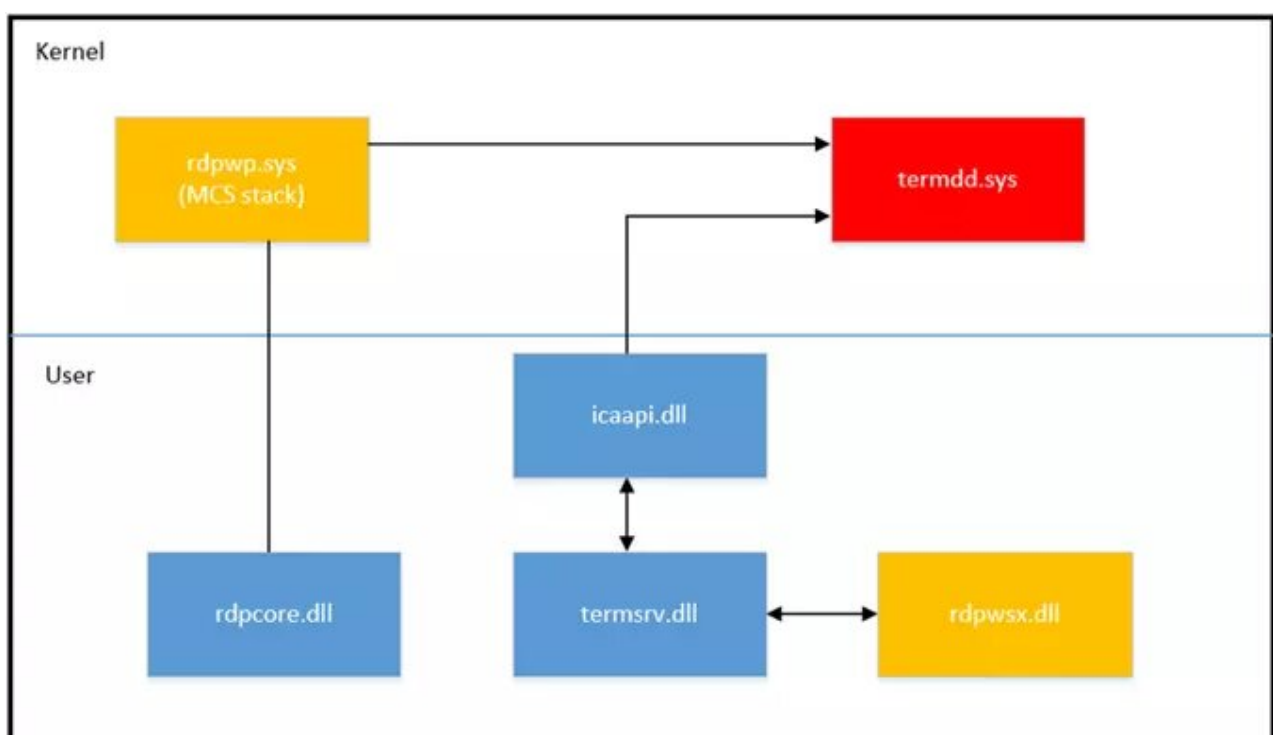 Kernel
rdpwp.sys
(MCS stack)
termdd.sys
User
icaapi.dll
rdpcore.dll
termsrv.dll
rdpwsx.dll